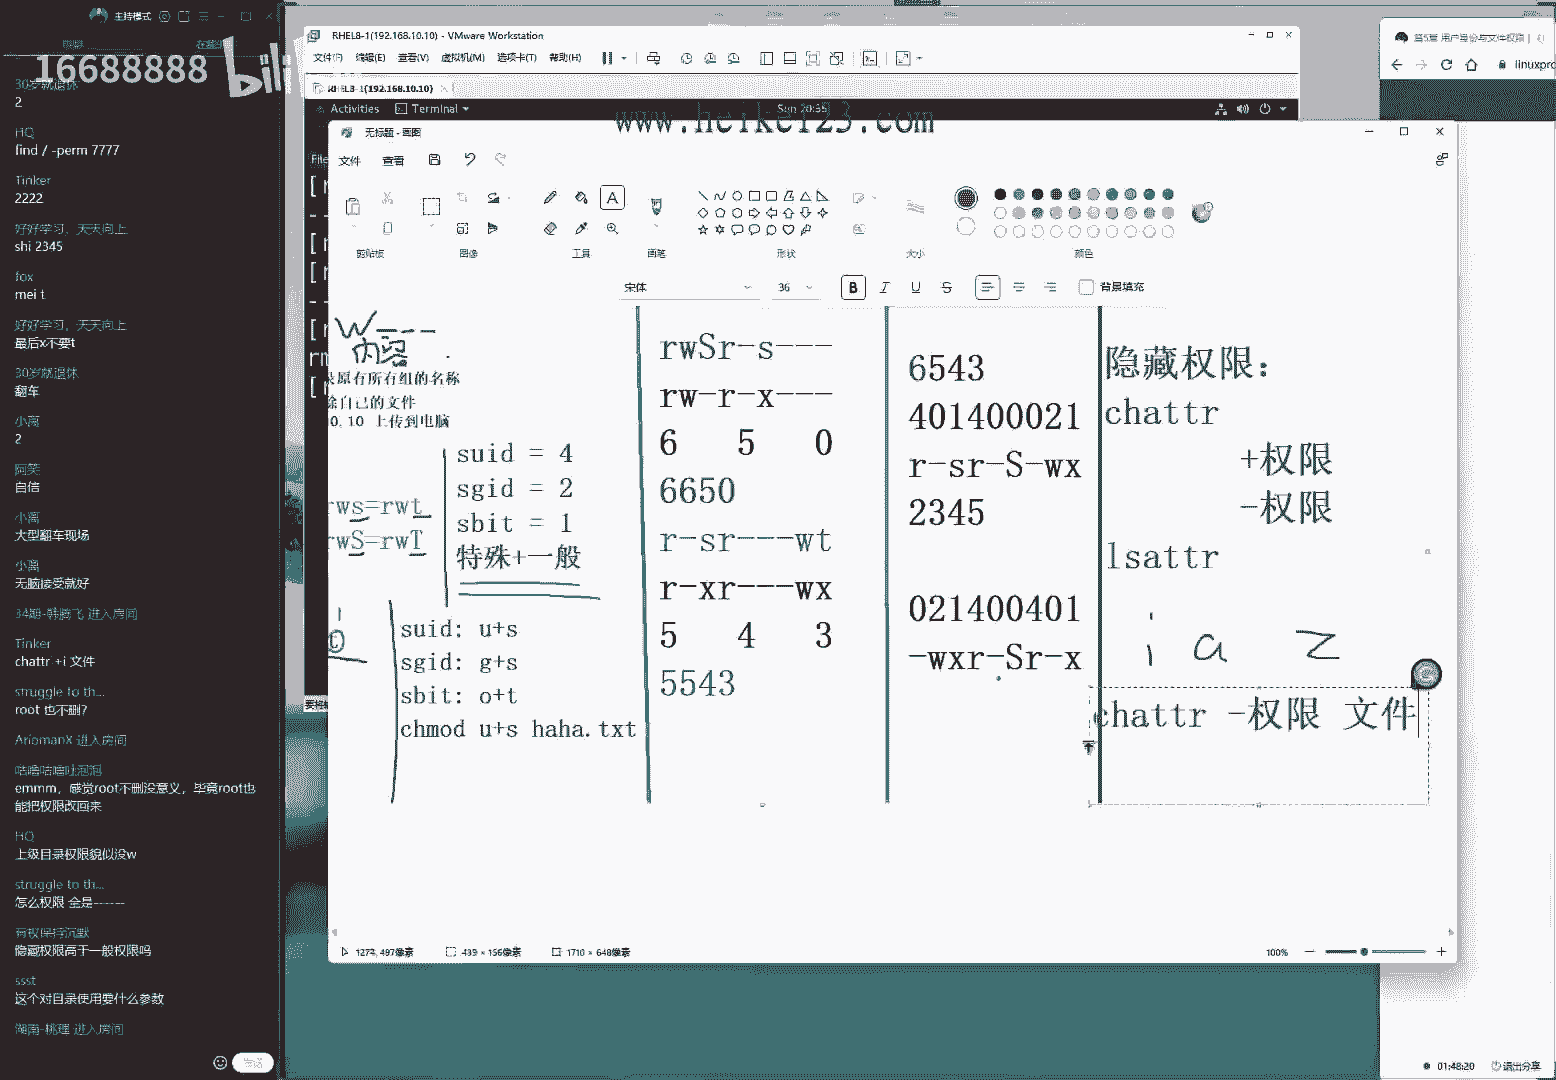 主持模式
16688888
bili
30岁就退休
2
HQ
find / -perm 7777
Tinker
2222
好好学习，天天向上
shi 2345
fox
mei t
好好学习，天天向上
最后x不要t
30岁就退休
翻车
小离
2
阿笑
自信
小离
大型翻车现场
小离
无脑接受就好
34期-韩腾飞 进入房间
Tinker
chattr +i 文件
struggle to th...
root 也不删?
AriomanX 进入房间
咕噜咕噜吐泡泡
emmm，感觉root不删没意义，毕竟root也
能把权限改回来
HQ
上级目录权限貌似没w
struggle to th...
怎么权限 全是------
有权保持沉默
隐藏权限高于一般权限吗
ssst
这个对目录使用要什么参数
湖南-桃理 进入房间
RHEL8-1(192.168.10.10) - VMware Workstation
文件(F) 编辑(E) 查看(V) 虚拟机(M) 选项卡(T) 帮助(H)
RHEL8-1(192.168.10.10)
Activities Terminal Sun 20:35
www.heike123.com
第5章 用户身份与文件权限
linuxpro
无标题 - 画图
文件 查看
剪贴板 图像 工具 画笔 形状 大小 颜色
宋体 36 B I U S 背景填充
W---
内容
录原有所有组的名称
除自己的文件
0.10 上传到电脑
rws=rwt
rwS=rwT
suid = 4
sgid = 2
sbit = 1
特殊+一般
suid: u+s
sgid: g+s
sbit: o+t
chmod u+s haha.txt
rwSr-s---
rw-r-x---
6 5 0
6650
r-sr---wt
r-xr---wx
5 4 3
5543
6543
401400021
r-sr-S-wx
2345
021400401
-wxr-Sr-x
隐藏权限：
chattr
+权限
-权限
lsattr
i a z
chattr -权限 文件
1274, 497像素 439 × 156像素 1710 × 648像素 100%
01:48:20 退出分享